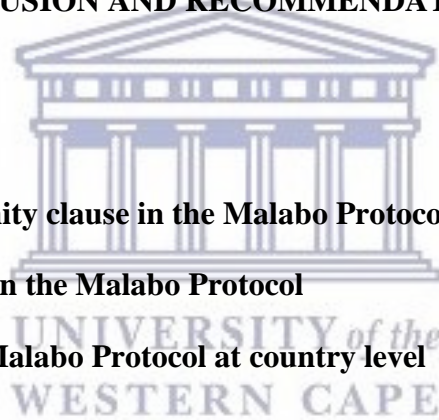 USION AND RECOMMENDAT
ity clause in the Malabo Protoco
n the Malabo Protocol
UNIVERSITY of the
Malabo Protocol at country level
WESTERN CAPE